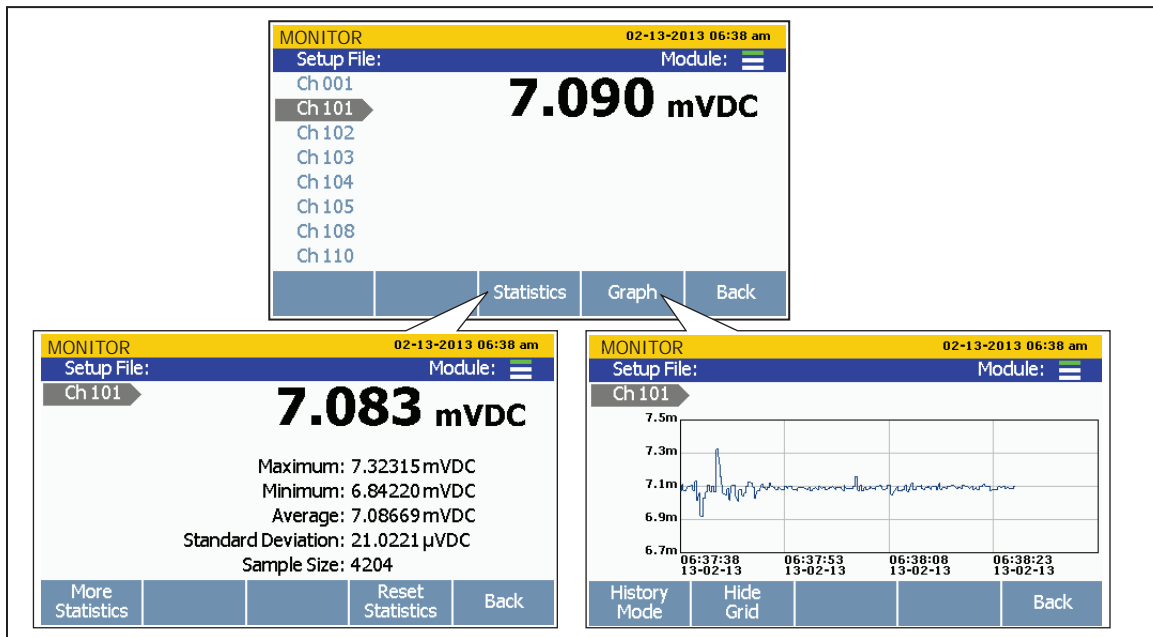 MONITOR 02-13-2013 06:38 am
Setup File: Module:
Ch 001
7.090 mVDC
Ch 101
Ch 102
Ch 103
Ch 104
Ch 105
Ch 108
Ch 110
Statistics Graph Back
MONITOR 02-13-2013 06:38 am
Setup File: Module:
Ch 101
7.083 mVDC
Maximum: 7.32315 mVDC
Minimum: 6.84220 mVDC
Average: 7.08669 mVDC
Standard Deviation: 21.0221 µVDC
Sample Size: 4204
More Statistics Reset Statistics Back
MONITOR 02-13-2013 06:38 am
Setup File: Module:
Ch 101
7.5m
7.3m
7.1m
6.9m
6.7m
06:37:38 06:37:53 06:38:08 06:38:23
13-02-13 13-02-13 13-02-13 13-02-13
History Mode Hide Grid Back